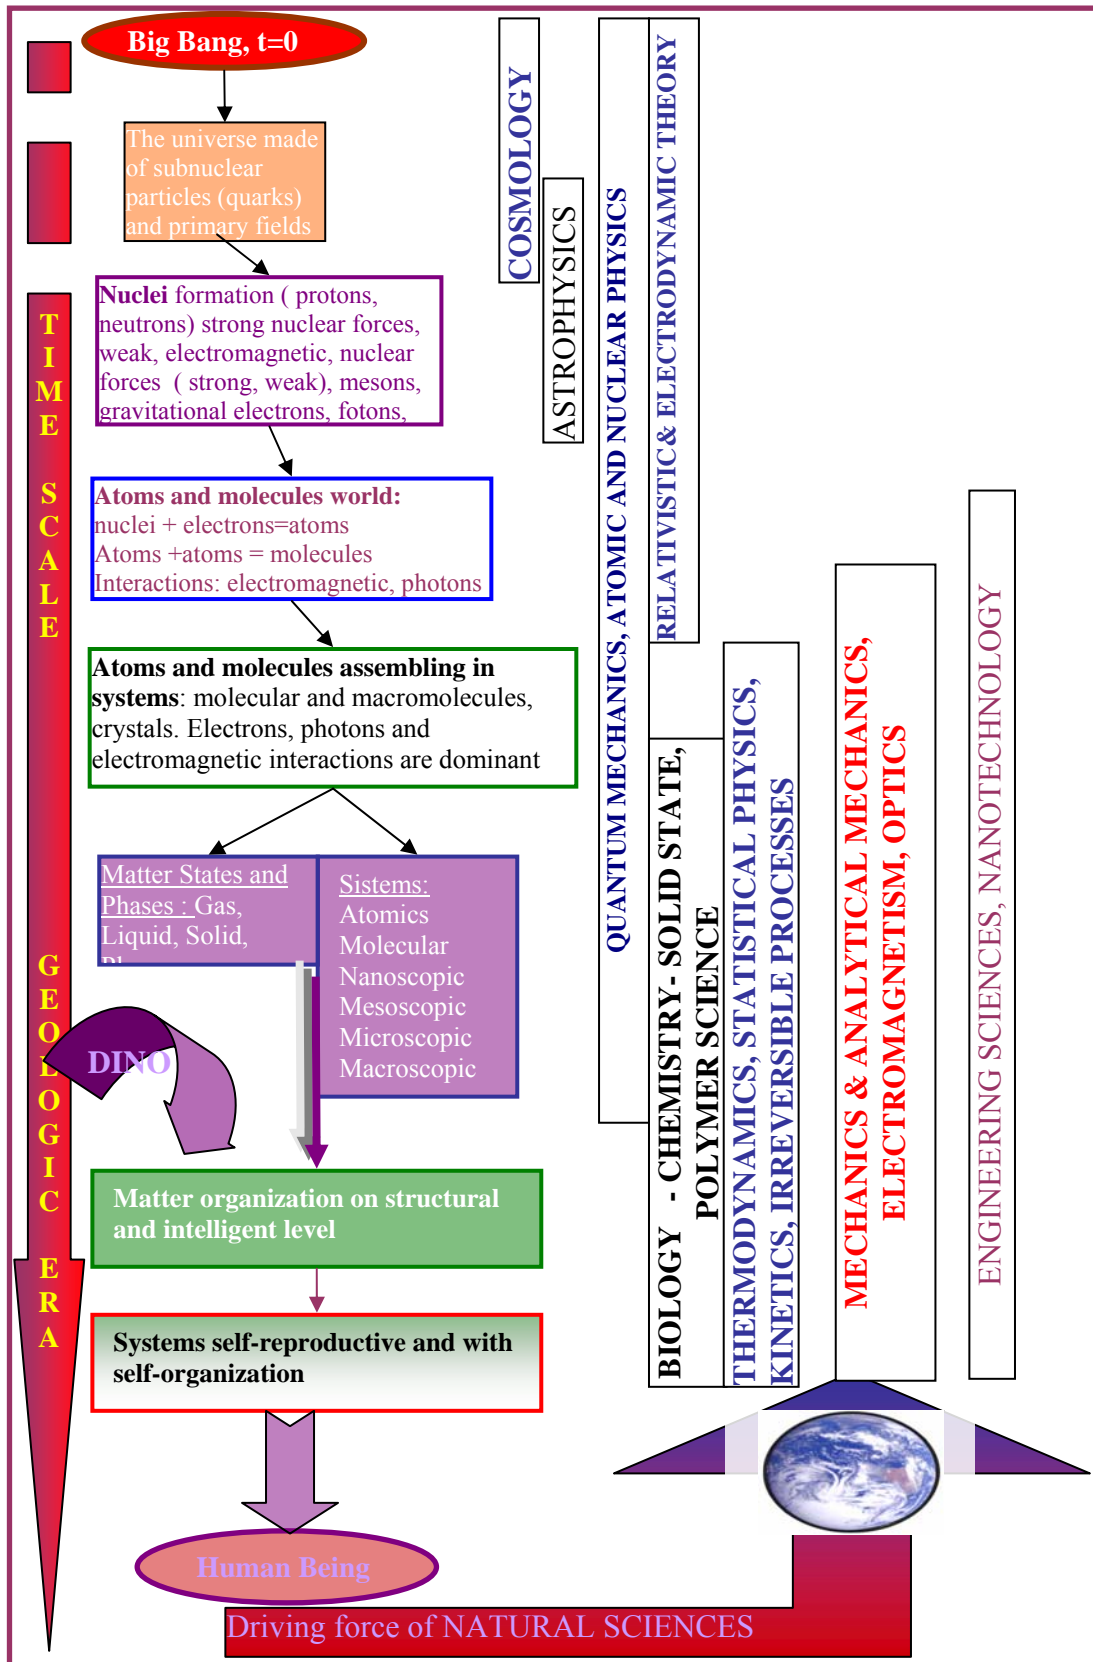 Big Bang, t=0
The universe made
of subnuclear
particles (quarks)
and primary fields
Nuclei formation ( protons,
neutrons) strong nuclear forces,
weak, electromagnetic, nuclear
forces ( strong, weak), mesons,
gravitational electrons, fotons,
Atoms and molecules world:
nuclei + electrons=atoms
Atoms +atoms = molecules
Interactions: electromagnetic, photons
Atoms and molecules assembling in
systems: molecular and macromolecules,
crystals. Electrons, photons and
electromagnetic interactions are dominant
Matter States and
Phases : Gas,
Liquid, Solid,
Sistems:
Atomics
Molecular
Nanoscopic
Mesoscopic
Microscopic
Macroscopic
DINO
Matter organization on structural
and intelligent level
Systems self-reproductive and with
self-organization
Human Being
Driving force of NATURAL SCIENCES
TIME SCALE GEOLOGIC ERA
COSMOLOGY
ASTROPHYSICS
QUANTUM MECHANICS, ATOMIC AND NUCLEAR PHYSICS
RELATIVISTIC& ELECTRODYNAMIC THEORY
BIOLOGY - CHEMISTRY- SOLID STATE,
POLYMER SCIENCE
THERMODYNAMICS, STATISTICAL PHYSICS,
KINETICS, IRREVERSIBLE PROCESSES
MECHANICS & ANALYTICAL MECHANICS,
ELECTROMAGNETISM, OPTICS
ENGINEERING SCIENCES, NANOTECHNOLOGY